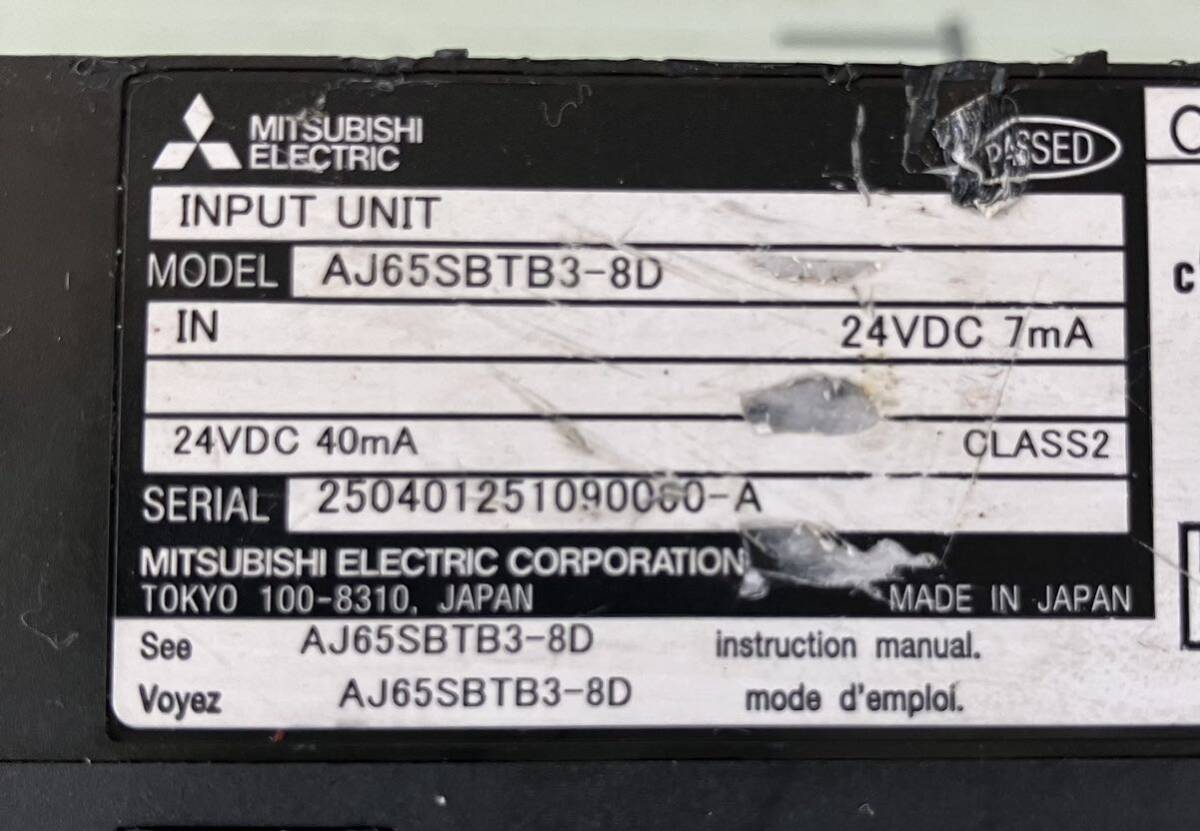 MITSUBISHI
ELECTRIC
PASSED
INPUT UNIT
MODEL AJ65SBTB3-8D
IN 24VDC 7mA
24VDC 40mA CLASS2
SERIAL
MITSUBISHI ELECTRIC CORPORATION
TOKYO 100-8310, JAPAN MADE IN JAPAN
See AJ65SBTB3-8D instruction manual.
Voyez AJ65SBTB3-8D mode d'emploi.